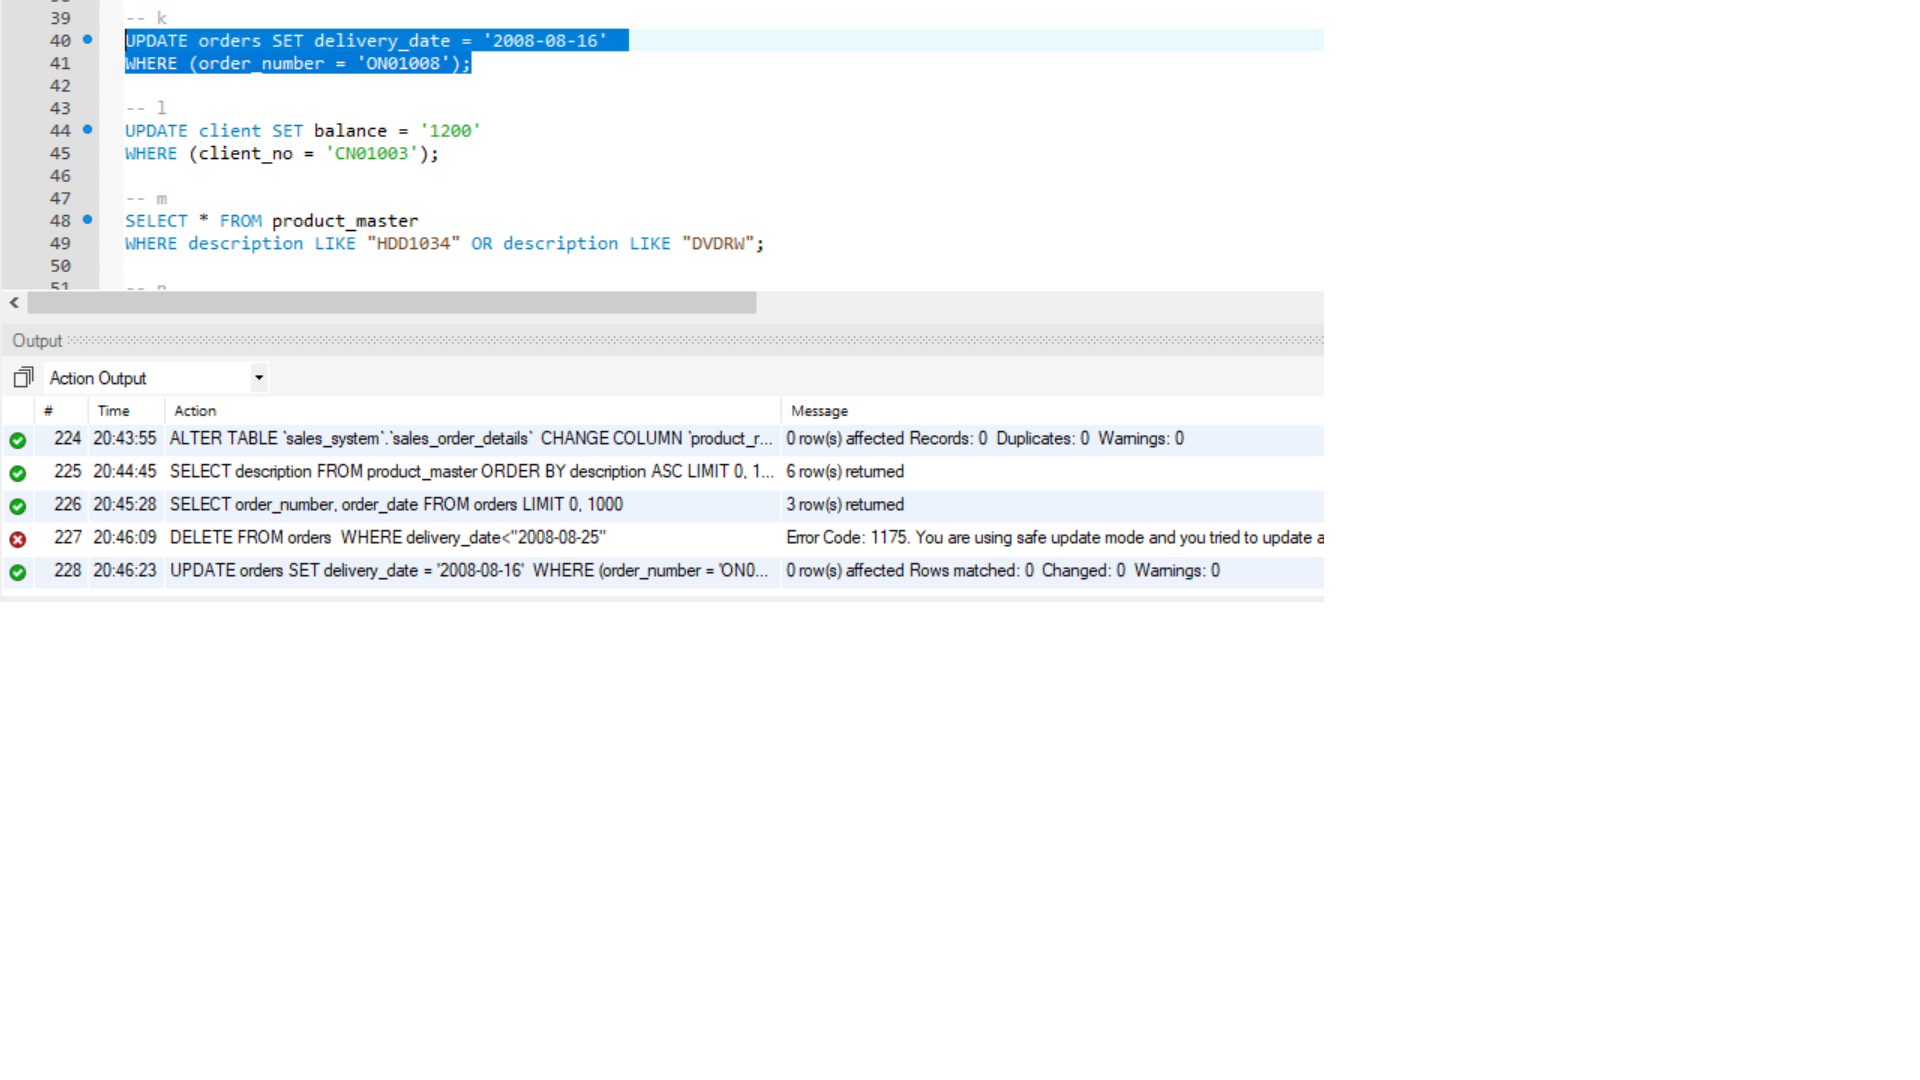 39 -- k
40 UPDATE orders SET delivery_date = '2008-08-16'
41 WHERE (order_number = 'ON01008');
42
43 -- l
44 UPDATE client SET balance = '1200'
45 WHERE (client_no = 'CN01003');
46
47 -- m
48 SELECT * FROM product_master
49 WHERE description LIKE "HDD1034" OR description LIKE "DVDRW";
50
51 -- n
Output
Action Output
# Time Action Message
224 20:43:55 ALTER TABLE `sales_system`.`sales_order_details` CHANGE COLUMN `product_r... 0 row(s) affected Records: 0 Duplicates: 0 Warnings: 0
225 20:44:45 SELECT description FROM product_master ORDER BY description ASC LIMIT 0, 1... 6 row(s) returned
226 20:45:28 SELECT order_number, order_date FROM orders LIMIT 0, 1000 3 row(s) returned
227 20:46:09 DELETE FROM orders WHERE delivery_date<"2008-08-25" Error Code: 1175. You are using safe update mode and you tried to update a
228 20:46:23 UPDATE orders SET delivery_date = '2008-08-16' WHERE (order_number = 'ON0... 0 row(s) affected Rows matched: 0 Changed: 0 Warnings: 0